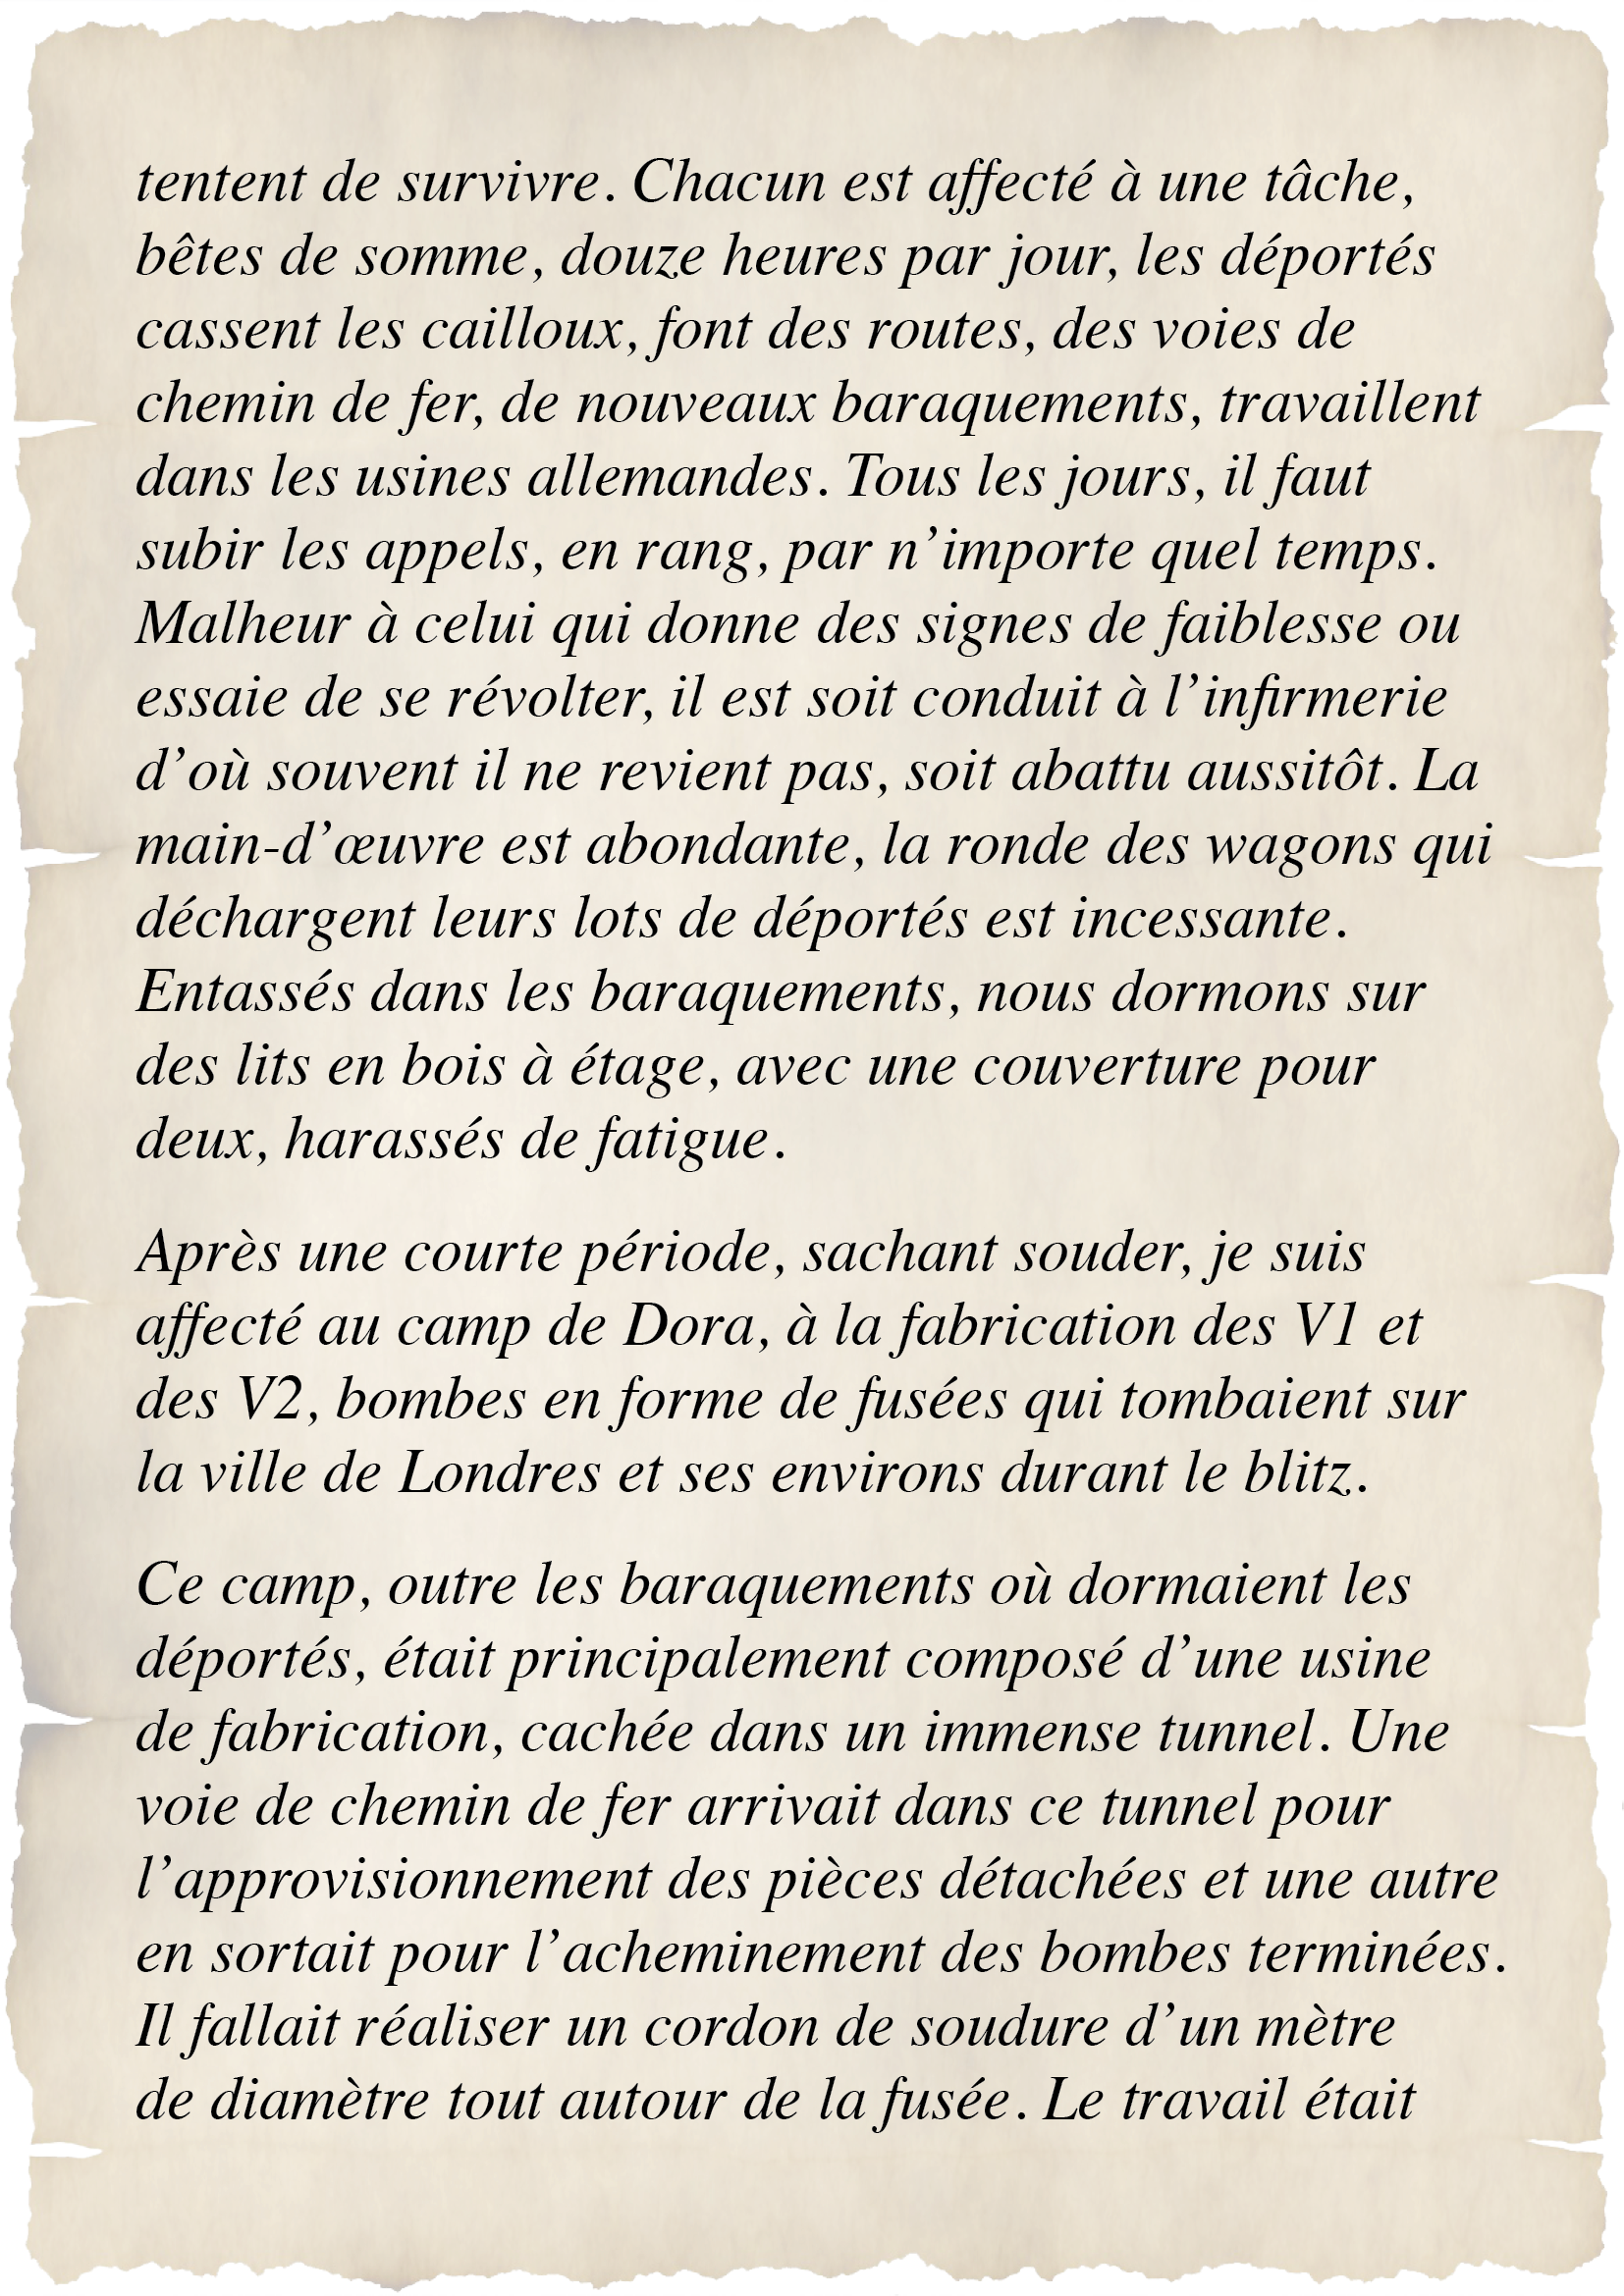 tentent de survivre. Chacun est affecté à une tâche,
bêtes de somme, douze heures par jour, les déportés
cassent les cailloux, font des routes, des voies de
chemin de fer, de nouveaux baraquements, travaillent
dans les usines allemandes. Tous les jours, il faut
subir les appels, en rang, par n’importe quel temps.
Malheur à celui qui donne des signes de faiblesse ou
essaie de se révolter, il est soit conduit à l’infirmerie
d’où souvent il ne revient pas, soit abattu aussitôt. La
main-d’œuvre est abondante, la ronde des wagons qui
déchargent leurs lots de déportés est incessante.
Entassés dans les baraquements, nous dormons sur
des lits en bois à étage, avec une couverture pour
deux, harassés de fatigue.
Après une courte période, sachant souder, je suis
affecté au camp de Dora, à la fabrication des V1 et
des V2, bombes en forme de fusées qui tombaient sur
la ville de Londres et ses environs durant le blitz.
Ce camp, outre les baraquements où dormaient les
déportés, était principalement composé d’une usine
de fabrication, cachée dans un immense tunnel. Une
voie de chemin de fer arrivait dans ce tunnel pour
l’approvisionnement des pièces détachées et une autre
en sortait pour l’acheminement des bombes terminées.
Il fallait réaliser un cordon de soudure d’un mètre
de diamètre tout autour de la fusée. Le travail était